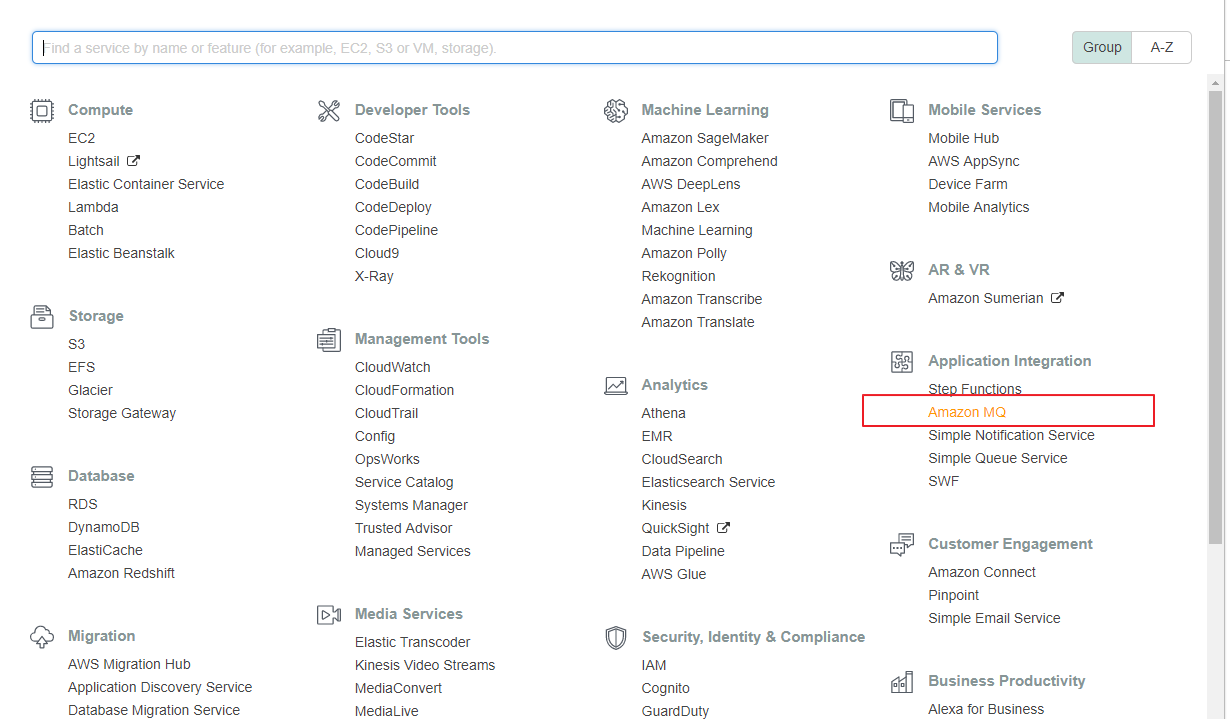 Find a service by name or feature (for example, EC2, S3 or VM, storage).
Group
A-Z
Compute
EC2
Lightsail
Elastic Container Service
Lambda
Batch
Elastic Beanstalk
Storage
S3
EFS
Glacier
Storage Gateway
Database
RDS
DynamoDB
ElastiCache
Amazon Redshift
Migration
AWS Migration Hub
Application Discovery Service
Database Migration Service
Developer Tools
CodeStar
CodeCommit
CodeBuild
CodeDeploy
CodePipeline
Cloud9
X-Ray
Management Tools
CloudWatch
CloudFormation
CloudTrail
Config
OpsWorks
Service Catalog
Systems Manager
Trusted Advisor
Managed Services
Media Services
Elastic Transcoder
Kinesis Video Streams
MediaConvert
MediaLive
Machine Learning
Amazon SageMaker
Amazon Comprehend
AWS DeepLens
Amazon Lex
Machine Learning
Amazon Polly
Rekognition
Amazon Transcribe
Amazon Translate
Analytics
Athena
EMR
CloudSearch
Elasticsearch Service
Kinesis
QuickSight
Data Pipeline
AWS Glue
Security, Identity & Compliance
IAM
Cognito
GuardDuty
Mobile Services
Mobile Hub
AWS AppSync
Device Farm
Mobile Analytics
AR & VR
Amazon Sumerian
Application Integration
Step Functions
Amazon MQ
Simple Notification Service
Simple Queue Service
SWF
Customer Engagement
Amazon Connect
Pinpoint
Simple Email Service
Business Productivity
Alexa for Business